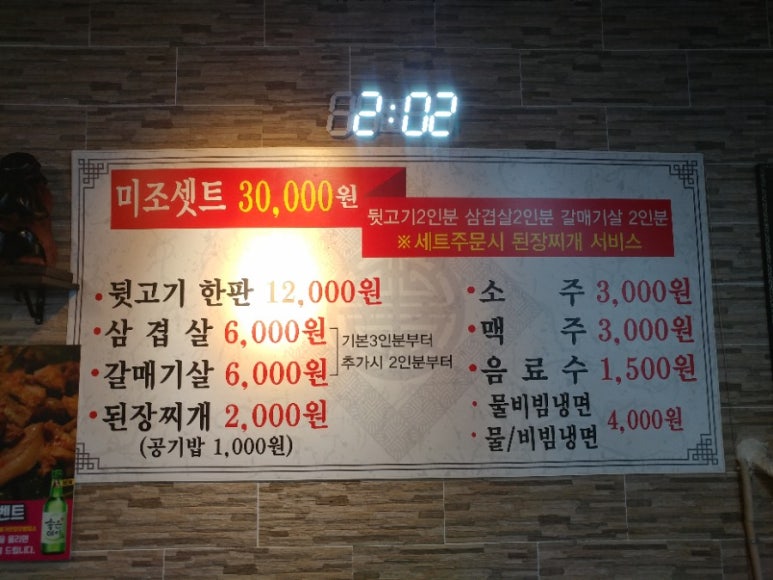 2:02
미조셋트 30,000원
뒷고기2인분 삼겹살2인분 갈매기살 2인분
※세트주문시 된장찌개 서비스
·뒷고기 한판 12,000원
·삼 겹 살 6,000원
·갈매기살 6,000원
기본3인분부터
추가시 2인분부터
·된장찌개 2,000원
(공기밥 1,000원)
·소 주 3,000원
·맥 주 3,000원
·음 료 수 1,500원
·물비빔냉면
·물/비빔냉면
4,000원
벤트
드립니다.